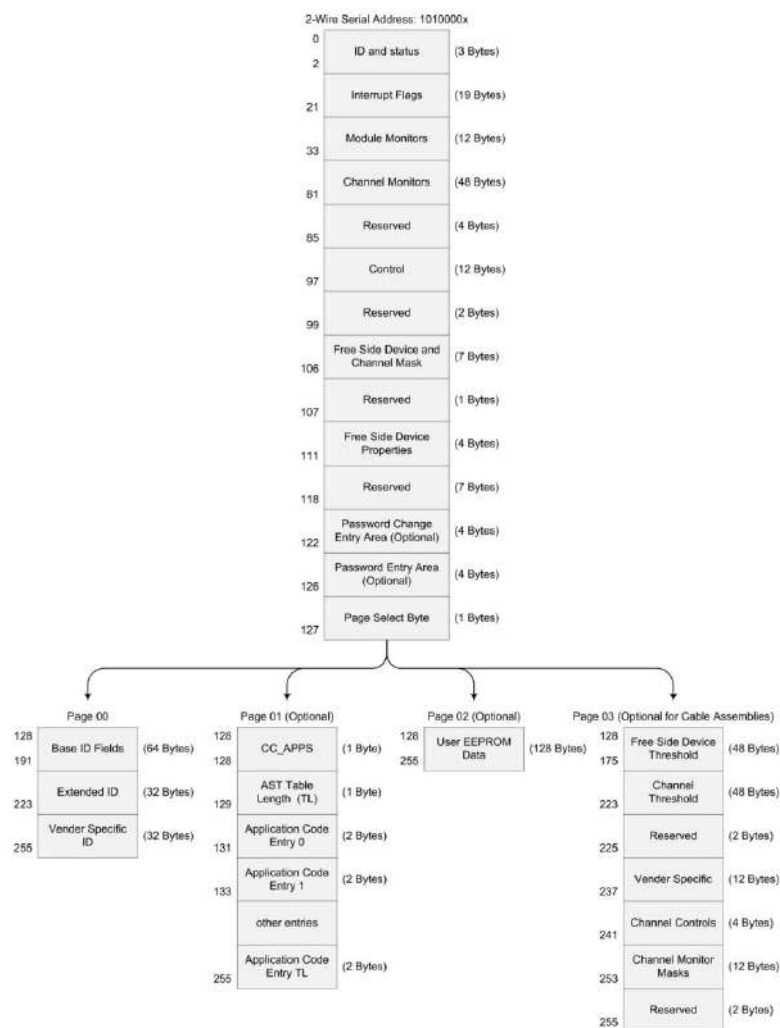 2-Wire Serial Address: 1010000x
0
ID and status (3 Bytes)
2
Interrupt Flags (19 Bytes)
21
Module Monitors (12 Bytes)
33
Channel Monitors (48 Bytes)
81
Reserved (4 Bytes)
85
Control (12 Bytes)
97
Reserved (2 Bytes)
99
Free Side Device and
Channel Mask (7 Bytes)
106
Reserved (1 Bytes)
107
Free Side Device
Properties (4 Bytes)
111
Reserved (7 Bytes)
118
Password Change
Entry Area (Optional) (4 Bytes)
122
Password Entry Area
(Optional) (4 Bytes)
126
Page Select Byte (1 Bytes)
127
Page 00
128
Base ID Fields (64 Bytes)
191
Extended ID (32 Bytes)
223
Vender Specific
ID (32 Bytes)
255
Page 01 (Optional)
128
CC_APPS (1 Byte)
128
AST Table
Length (TL) (1 Byte)
129
Application Code
Entry 0 (2 Bytes)
131
Application Code
Entry 1 (2 Bytes)
133
other entries
Application Code
Entry TL (2 Bytes)
255
Page 02 (Optional)
128
User EEPROM
Data (128 Bytes)
255
Page 03 (Optional for Cable Assemblies)
128
Free Side Device
Threshold (48 Bytes)
175
Channel
Threshold (48 Bytes)
223
Reserved (2 Bytes)
225
Vender Specific (12 Bytes)
237
Channel Controls (4 Bytes)
241
Channel Monitor
Masks (12 Bytes)
253
Reserved (2 Bytes)
255